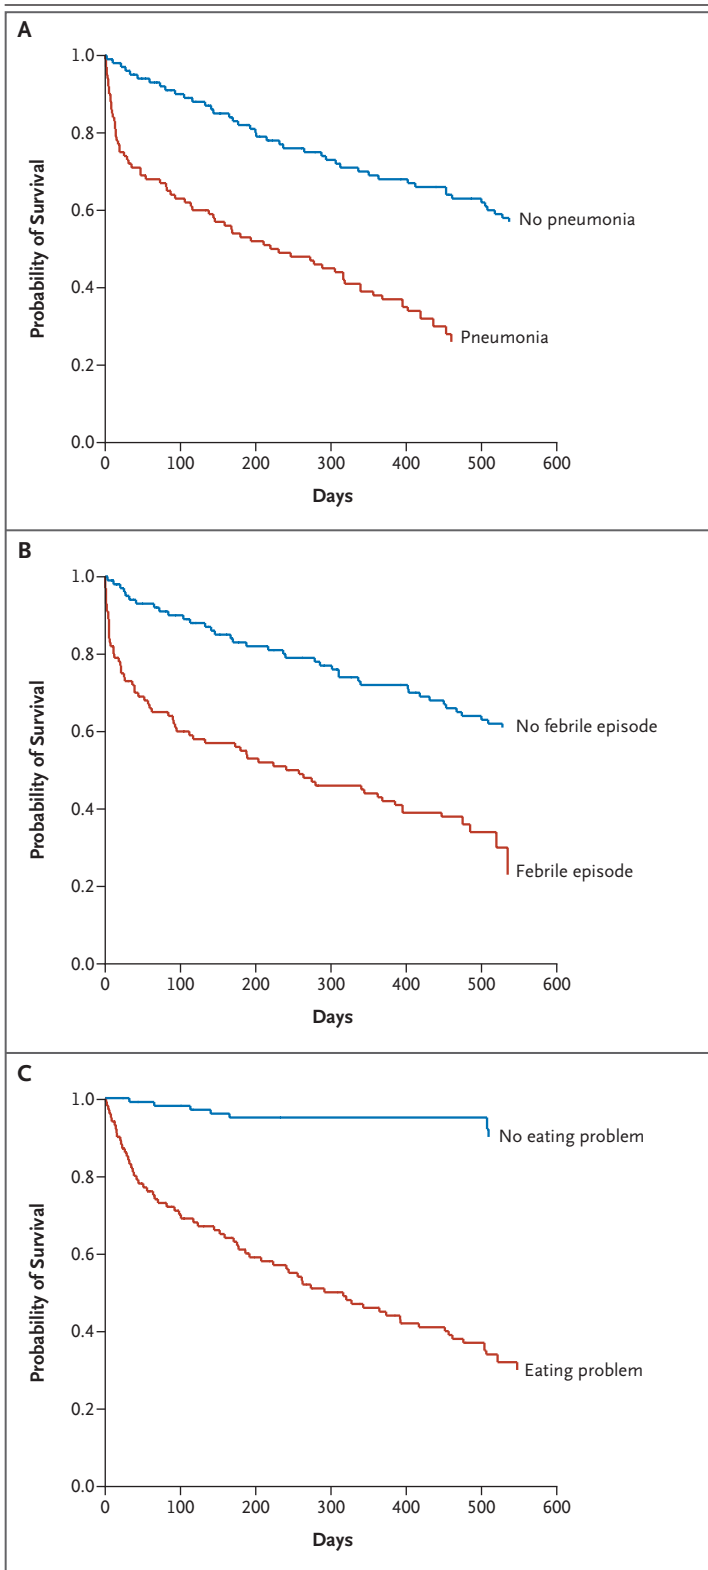 A
1.0
0.8
0.6
0.4
0.2
0.0
Probability of Survival
No pneumonia
Pneumonia
0 100 200 300 400 500 600
Days
B
1.0
0.8
0.6
0.4
0.2
0.0
Probability of Survival
No febrile episode
Febrile episode
0 100 200 300 400 500 600
Days
C
1.0
0.8
0.6
0.4
0.2
0.0
Probability of Survival
No eating problem
Eating problem
0 100 200 300 400 500 600
Days